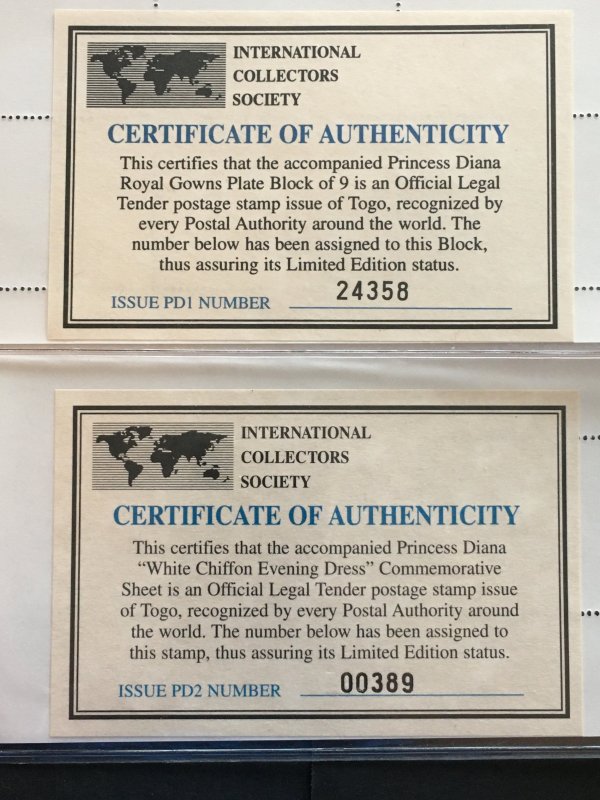 INTERNATIONAL
COLLECTORS
SOCIETY
CERTIFICATE OF AUTHENTICITY
This certifies that the accompanied Princess Diana
Royal Gowns Plate Block of 9 is an Official Legal
Tender postage stamp issue of Togo, recognized by
every Postal Authority around the world. The
number below has been assigned to this Block,
thus assuring its Limited Edition status.
ISSUE PD1 NUMBER 24358
INTERNATIONAL
COLLECTORS
SOCIETY
CERTIFICATE OF AUTHENTICITY
This certifies that the accompanied Princess Diana
“White Chiffon Evening Dress” Commemorative
Sheet is an Official Legal Tender postage stamp issue
of Togo, recognized by every Postal Authority around
the world. The number below has been assigned to
this stamp, thus assuring its Limited Edition status.
ISSUE PD2 NUMBER 00389